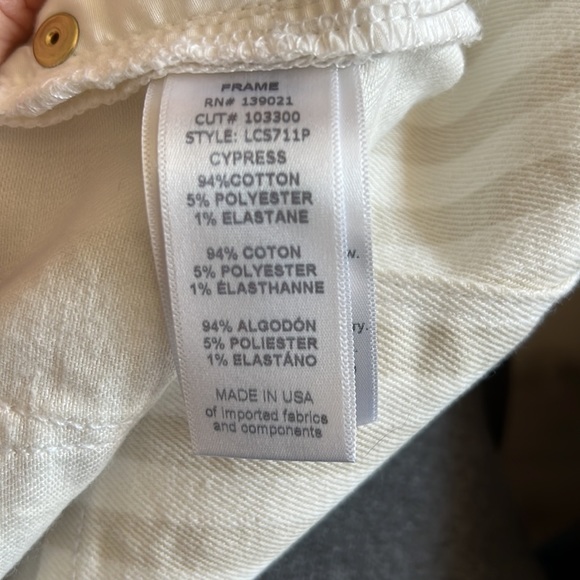 FRAME
RN# 139021
CUT# 103300
STYLE: LCS711P
CYPRESS
94%COTTON
5% POLYESTER
1% ELASTANE
94% COTON
5% POLYESTER
1% ÉLASTHANNE
94% ALGODÓN
5% POLIESTER
1% ELASTÁNO
MADE IN USA
of imported fabrics
and components